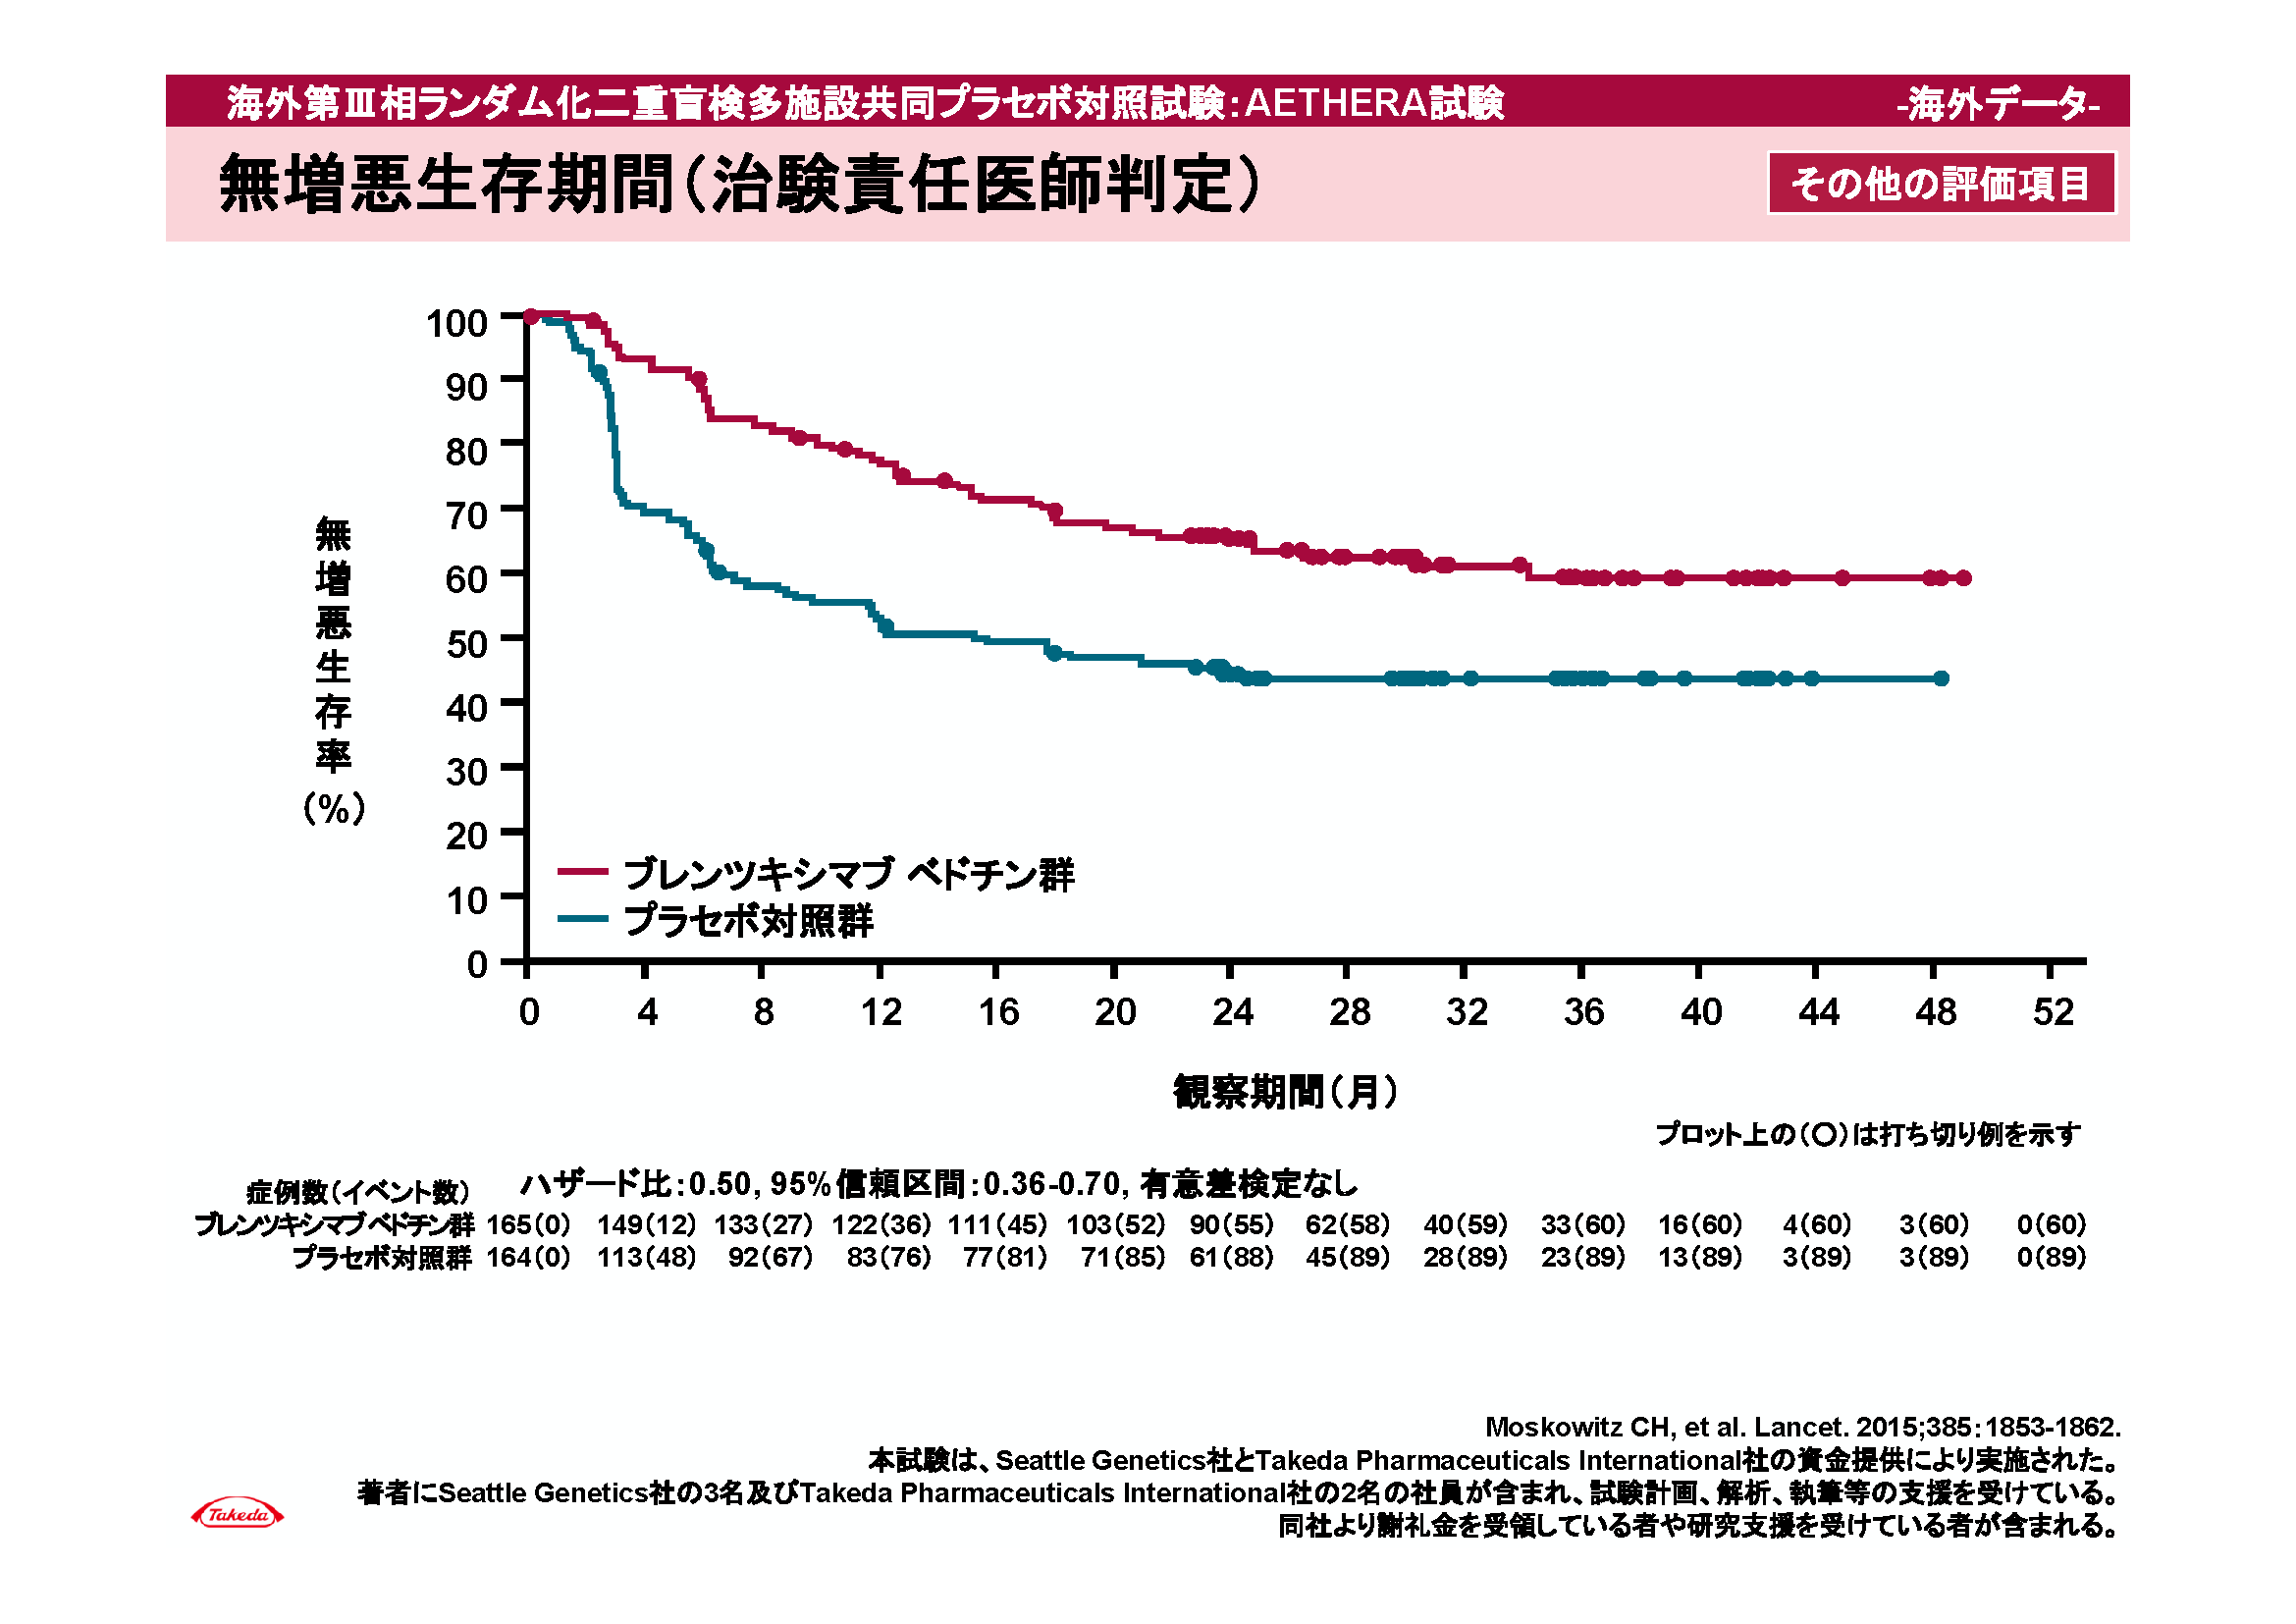 海外第Ⅲ相ランダム化二重盲検多施設共同プラセボ対照試験：AETHERA試験 -海外データ-
無増悪生存期間（治験責任医師判定） その他の評価項目
100
90
80
70
60
50
40
30
20
10
0
無増悪生存率（%）
ブレンツキシマブ ベドチン群
プラセボ対照群
0 4 8 12 16 20 24 28 32 36 40 44 48 52
観察期間（月）
プロット上の（〇）は打ち切り例を示す
ハザード比：0.50, 95%信頼区間：0.36-0.70, 有意差検定なし
症例数（イベント数）
ブレンツキシマブ ベドチン群 165（0） 149（12） 133（27） 122（36） 111（45） 103（52） 90（55） 62（58） 40（59） 33（60） 16（60） 4（60） 3（60） 0（60）
プラセボ対照群 164（0） 113（48） 92（67） 83（76） 77（81） 71（85） 61（88） 45（89） 28（89） 23（89） 13（89） 3（89） 3（89） 0（89）
Moskowitz CH, et al. Lancet. 2015;385：1853-1862.
本試験は、Seattle Genetics社とTakeda Pharmaceuticals International社の資金提供により実施された。
著者にSeattle Genetics社の3名及びTakeda Pharmaceuticals International社の2名の社員が含まれ、試験計画、解析、執筆等の支援を受けている。
同社より謝礼金を受領している者や研究支援を受けている者が含まれる。
Takeda